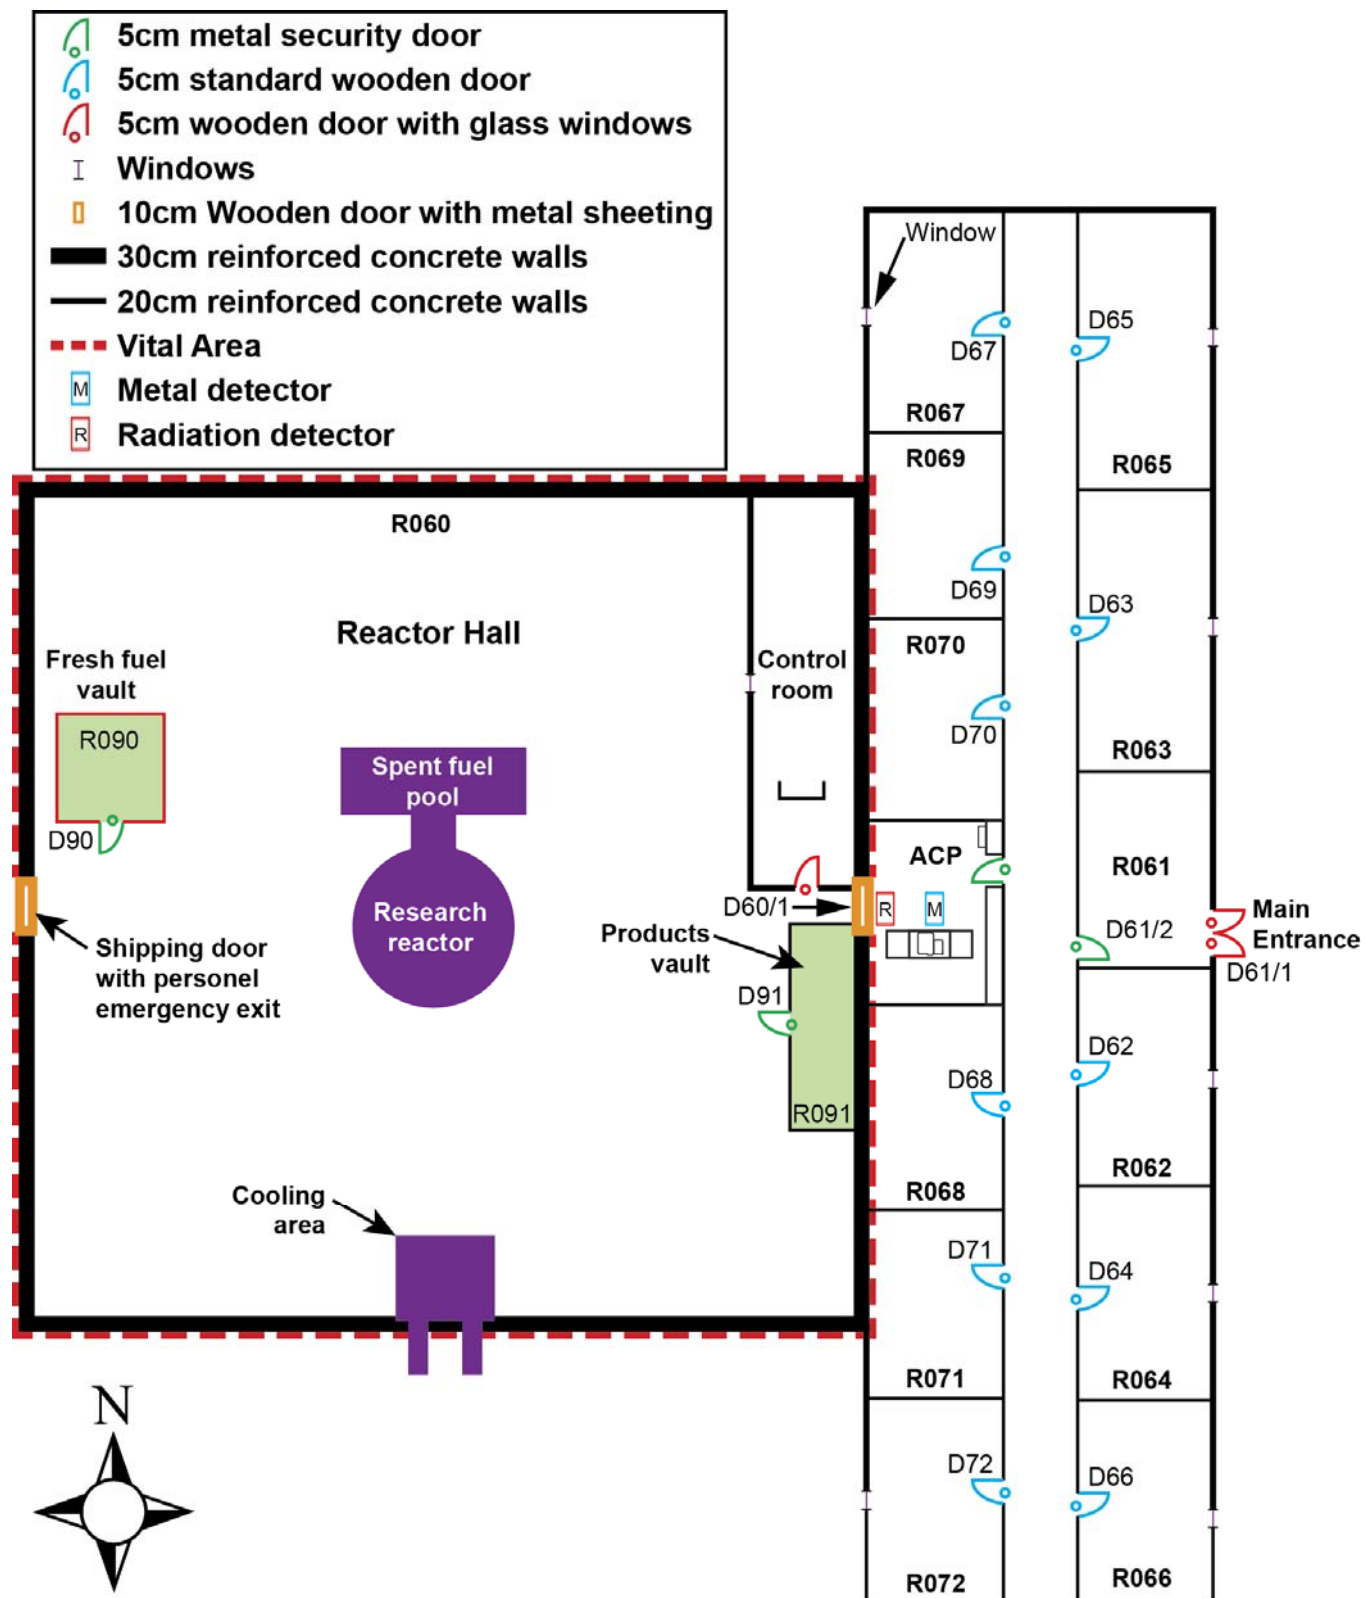 5cm metal security door
5cm standard wooden door
5cm wooden door with glass windows
Windows
10cm Wooden door with metal sheeting
30cm reinforced concrete walls
20cm reinforced concrete walls
Vital Area
M Metal detector
R Radiation detector
Window
D67
D65
R067
R069
R065
R060
D69
D63
Reactor Hall
Fresh fuel
vault
R090
D90
Control
room
R070
D70
R063
Spent fuel
pool
ACP
R061
Research
reactor
D60/1
R
M
D61/2
Main
Entrance
D61/1
Shipping door
with personel
emergency exit
Products
vault
D91
R091
D68
D62
R068
R062
Cooling
area
D71
D64
R071
R064
N
D72
D66
R072
R066